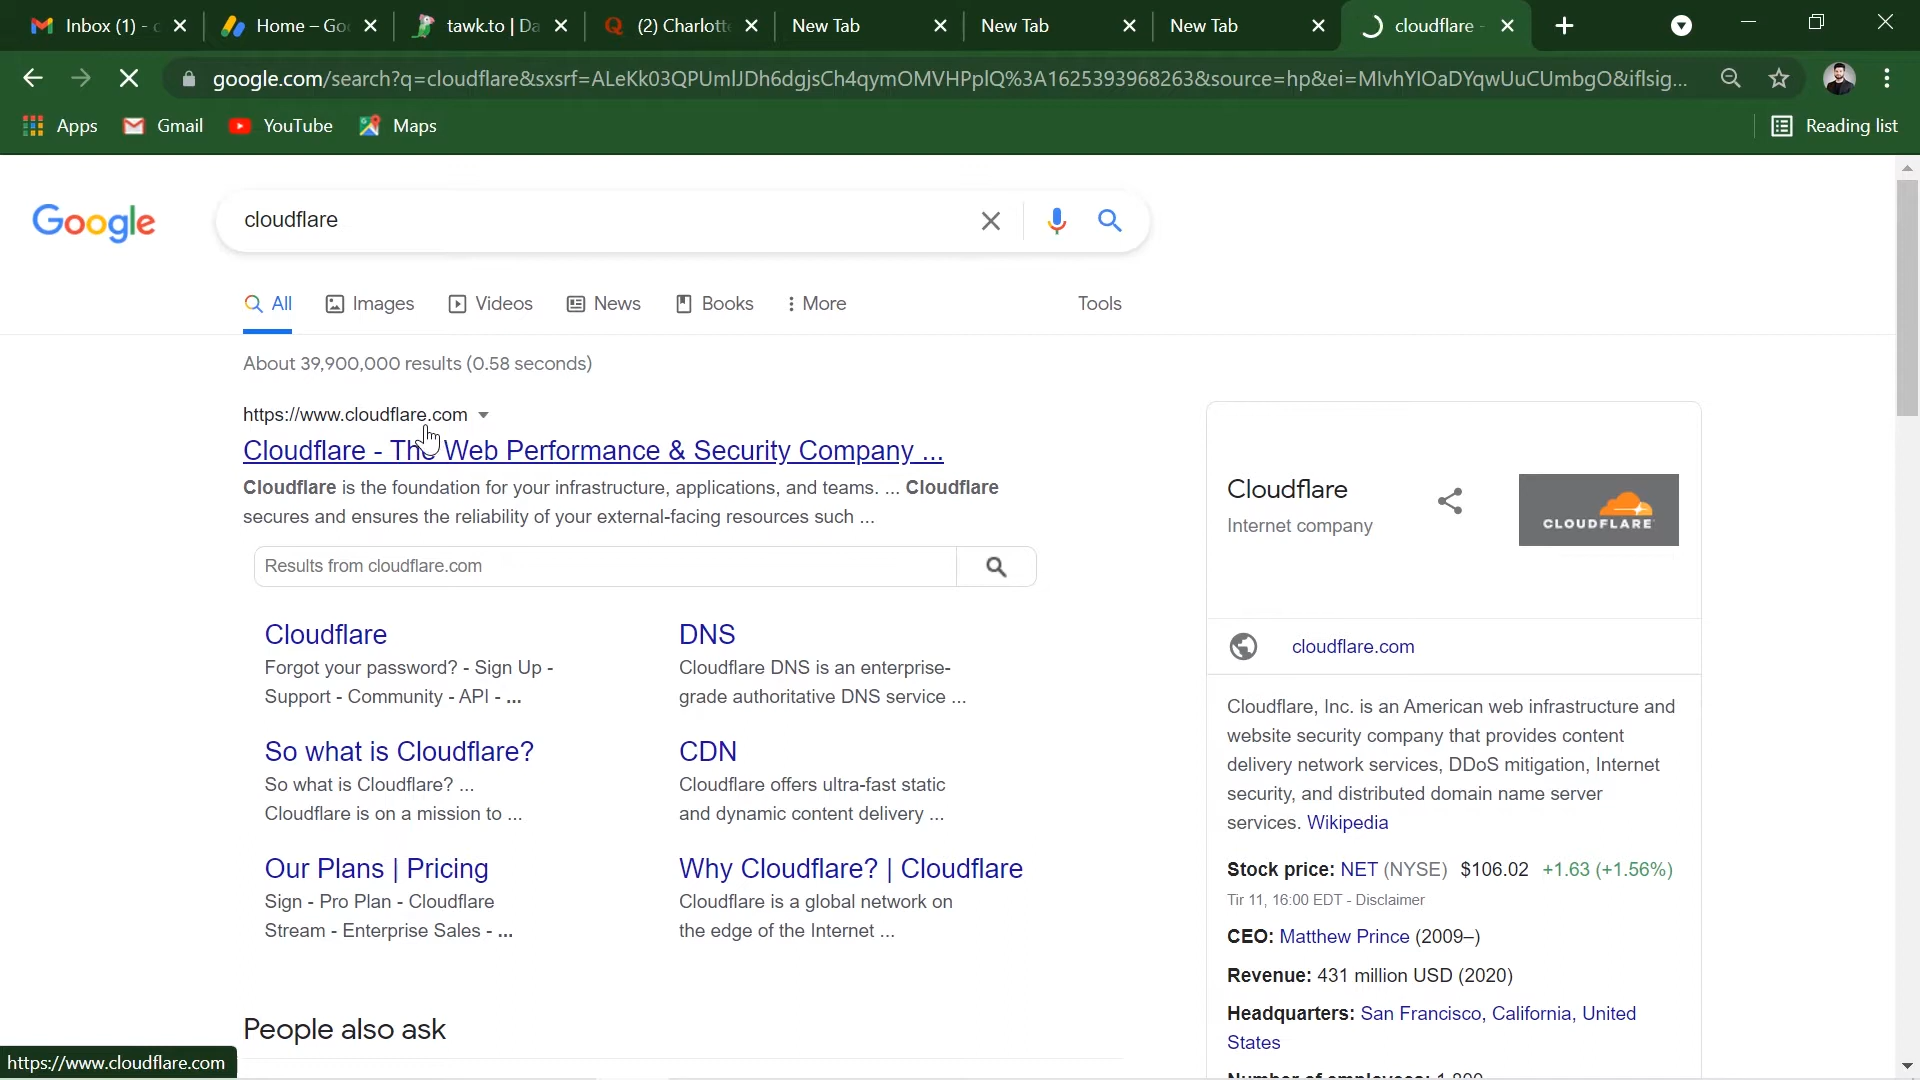 Inbox (1) - c
Home – Goo
tawk.to | Da
(2) Charlotte
New Tab
New Tab
New Tab
cloudflare -
google.com/search?q=cloudflare&sxsrf=ALeKk03QPUmlJDh6dgjsCh4qymOMVHPplQ%3A1625393968263&source=hp&ei=MIvhYIOaDYqwUuCUmbgO&iflsig...
Apps
Gmail
YouTube
Maps
Reading list
Google
cloudflare
All
Images
Videos
News
Books
More
Tools
About 39,900,000 results (0.58 seconds)
https://www.cloudflare.com
Cloudflare - The Web Performance & Security Company ...
Cloudflare is the foundation for your infrastructure, applications, and teams. ... Cloudflare
secures and ensures the reliability of your external-facing resources such ...
Results from cloudflare.com
Cloudflare
Forgot your password? - Sign Up -
Support - Community - API - ...
DNS
Cloudflare DNS is an enterprise-
grade authoritative DNS service ...
So what is Cloudflare?
So what is Cloudflare? ...
Cloudflare is on a mission to ...
CDN
Cloudflare offers ultra-fast static
and dynamic content delivery ...
Our Plans | Pricing
Sign - Pro Plan - Cloudflare
Stream - Enterprise Sales - ...
Why Cloudflare? | Cloudflare
Cloudflare is a global network on
the edge of the Internet ...
People also ask
https://www.cloudflare.com
Cloudflare
Internet company
CLOUDFLARE
cloudflare.com
Cloudflare, Inc. is an American web infrastructure and
website security company that provides content
delivery network services, DDoS mitigation, Internet
security, and distributed domain name server
services. Wikipedia
Stock price: NET (NYSE) $106.02 +1.63 (+1.56%)
Tir 11, 16:00 EDT - Disclaimer
CEO: Matthew Prince (2009–)
Revenue: 431 million USD (2020)
Headquarters: San Francisco, California, United
States
Number of employees: 1,800